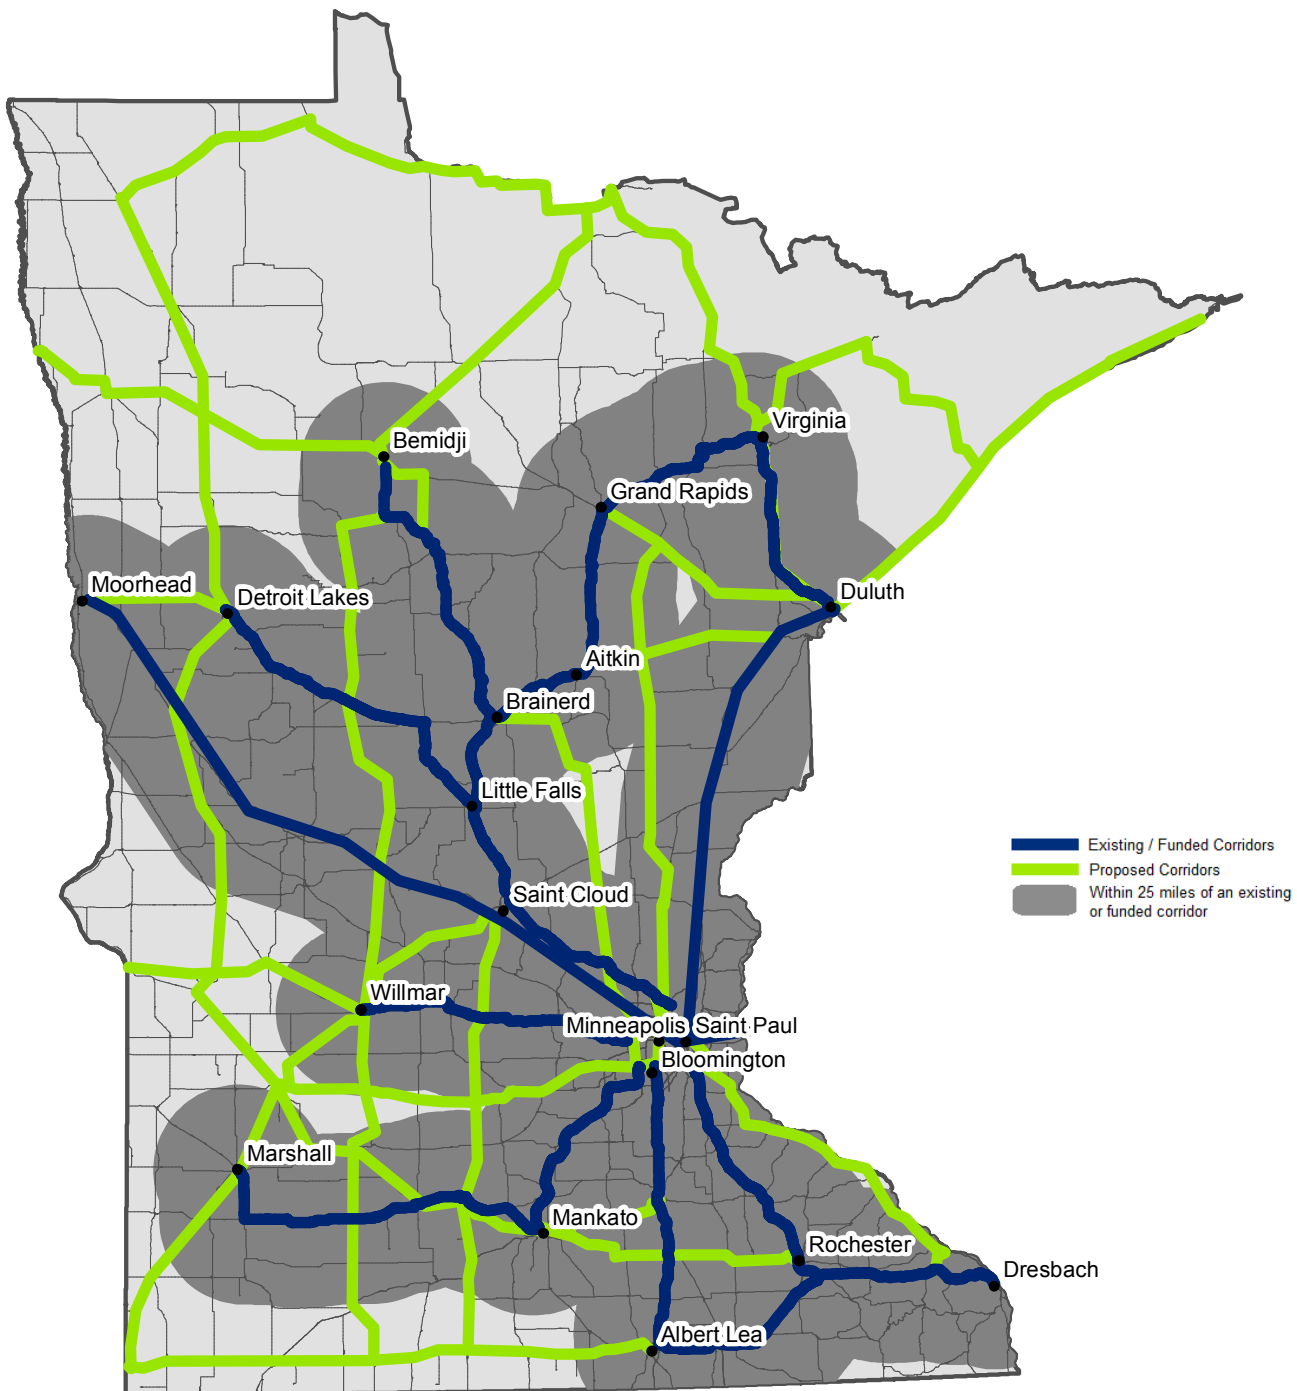 Virginia
Bemidji
Grand Rapids
Moorhead
Detroit Lakes
Duluth
Aitkin
Brainerd
Little Falls
Existing / Funded Corridors
Proposed Corridors
Within 25 miles of an existing
or funded corridor
Saint Cloud
Willmar
Minneapolis
Saint Paul
Bloomington
Marshall
Mankato
Rochester
Dresbach
Albert Lea